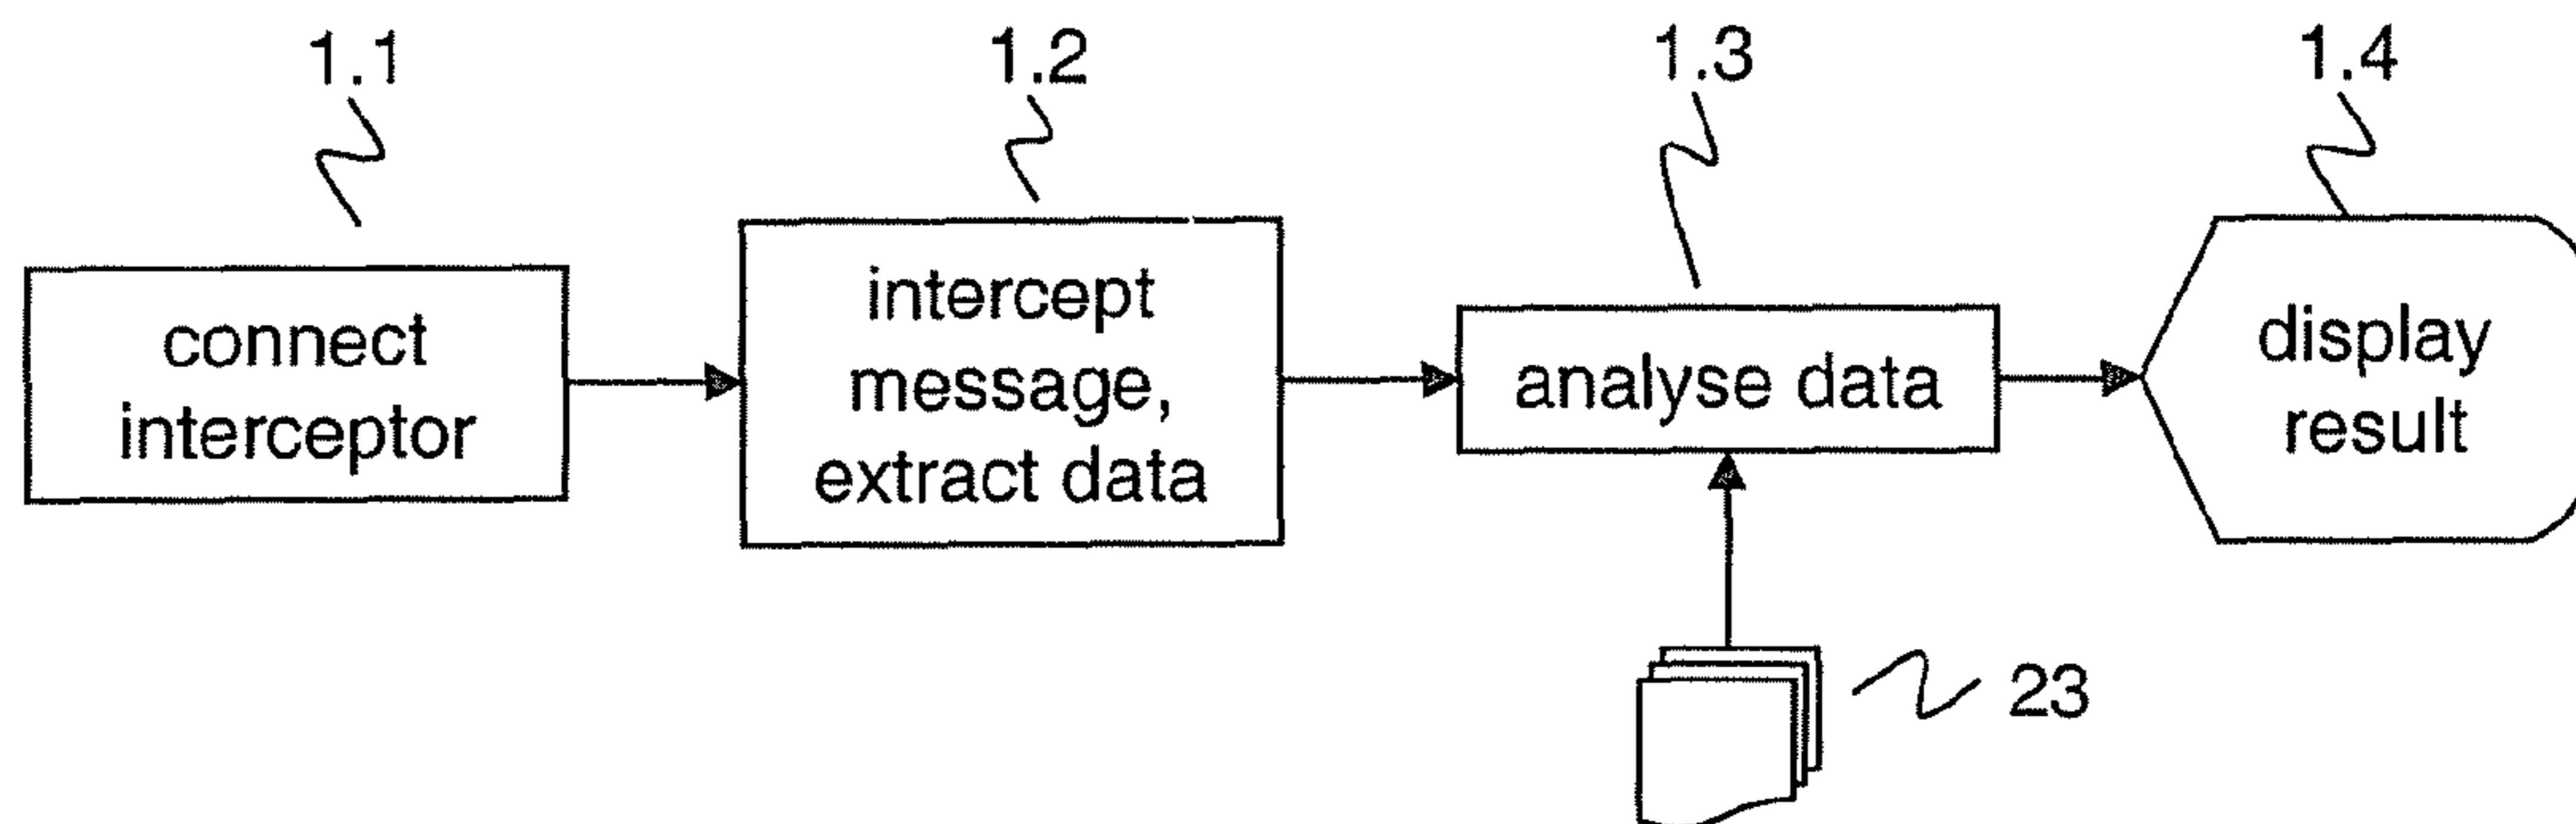 1.1
1.2
1.3
1.4
connect
interceptor
intercept
message,
extract data
analyse data
display
result
23